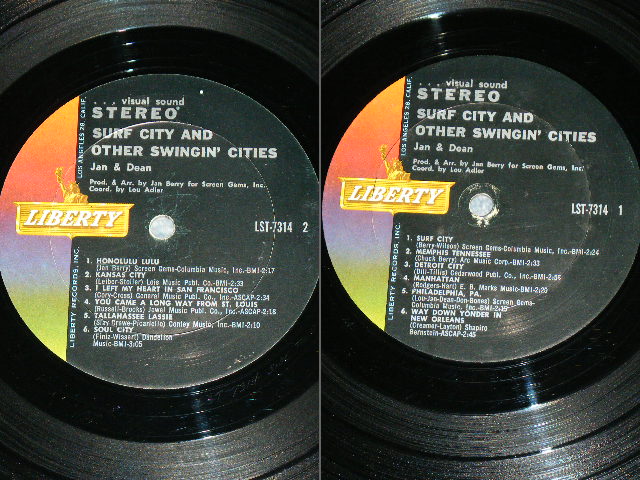 . . . visual sound
STEREO
SURF CITY AND
OTHER SWINGIN' CITIES
Jan & Dean
Prod. & Arr. by Jan Berry for Screen Gems, Inc.
Coord. by Lou Adler
LOS ANGELES 28, CALIF.
LIBERTY
LIBERTY RECORDS, INC.
LST-7314 2
1. HONOLULU LULU
(Jan Berry) Screen Gems-Columbia Music, Inc.-BMI-2:17
2. KANSAS CITY
(Leiber-Stoller) Lois Music Publ. Co.-BMI-2:33
3. I LEFT MY HEART IN SAN FRANCISCO
(Cory-Cross) General Music Publ. Co., Inc.-ASCAP-2:34
4. YOU CAME A LONG WAY FROM ST. LOUIS
(Russell-Brooks) Jewel Music Publ. Co., Inc.-ASCAP-2:18
5. TALLAHASSEE LASSIE
(Slay-Crewe-Picariello) Conley Music, Inc.-BMI-2:10
6. SOUL CITY
Dandelion
Music-BMI-3:05
. . . visual sound
STEREO
SURF CITY AND
OTHER SWINGIN' CITIES
Jan & Dean
Prod. & Arr. by Jan Berry for Screen Gems, Inc.
Coord. by Lou Adler
LOS ANGELES 28, CALIF.
LIBERTY
LIBERTY RECORDS, INC.
LST-7314 1
1. SURF CITY
(Berry-Wilson) Screen Gems-Columbia Music, Inc.-BMI-2:24
2. MEMPHIS TENNESSEE
(Chuck Berry) Arc Music Corp.-BMI-2:33
3. DETROIT CITY
(Dill-Tillis) Cedarwood Publ. Co., Inc.-BMI-2:56
4. MANHATTAN
(Rodgers-Hart) E. B. Marks Music-BMI-2:20
5. PHILADELPHIA, PA.
(Lou-Jan-Dean-Don-Bones) Screen Gems-
Columbia Music, Inc.-BMI-2:15
6. WAY DOWN YONDER IN
NEW ORLEANS
(Creamer-Layton) Shapiro
Bernstein-ASCAP-2:45